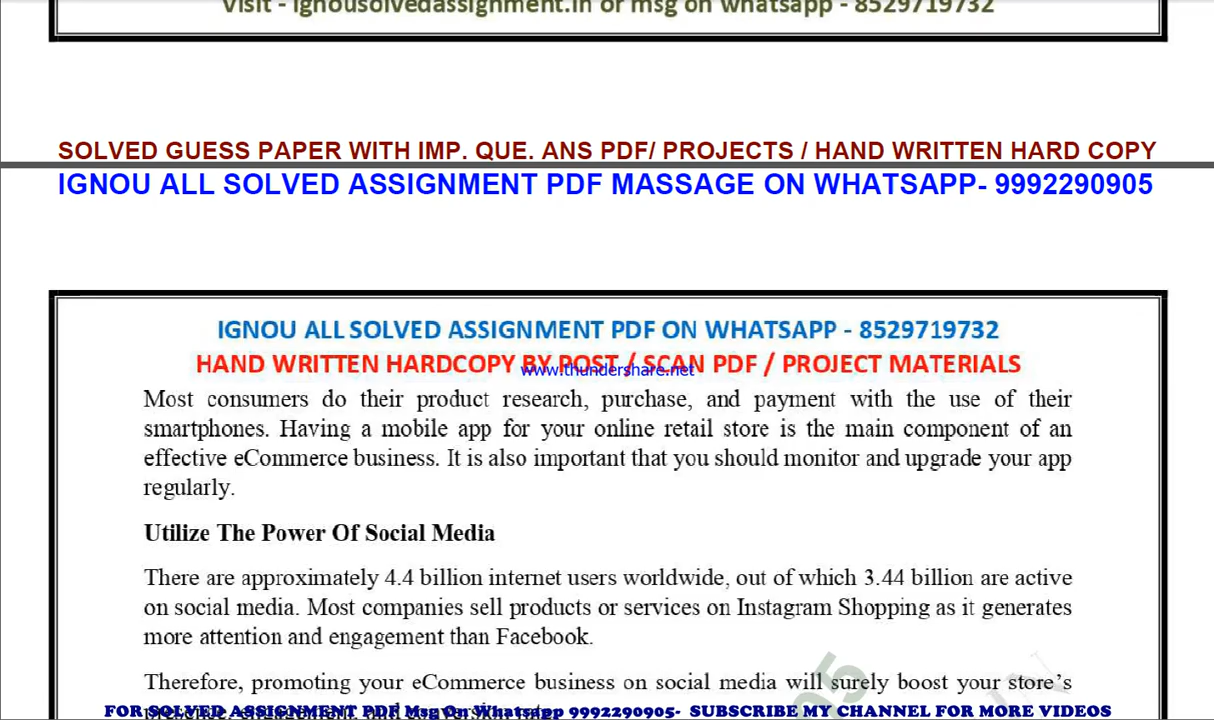 Visit - ignousolvedassignment.in or msg on whatsapp - 8529719732
SOLVED GUESS PAPER WITH IMP. QUE. ANS PDF/ PROJECTS / HAND WRITTEN HARD COPY
IGNOU ALL SOLVED ASSIGNMENT PDF MASSAGE ON WHATSAPP- 9992290905
IGNOU ALL SOLVED ASSIGNMENT PDF ON WHATSAPP - 8529719732
HAND WRITTEN HARDCOPY BY POST / SCAN PDF / PROJECT MATERIALS
www.thundershare.net
Most consumers do their product research, purchase, and payment with the use of their
smartphones. Having a mobile app for your online retail store is the main component of an
effective eCommerce business. It is also important that you should monitor and upgrade your app
regularly.
Utilize The Power Of Social Media
There are approximately 4.4 billion internet users worldwide, out of which 3.44 billion are active
on social media. Most companies sell products or services on Instagram Shopping as it generates
more attention and engagement than Facebook.
Therefore, promoting your eCommerce business on social media will surely boost your store's
FOR SOLVED ASSIGNMENT PDF Msg On Whatsapp 9992290905- SUBSCRIBE MY CHANNEL FOR MORE VIDEOS